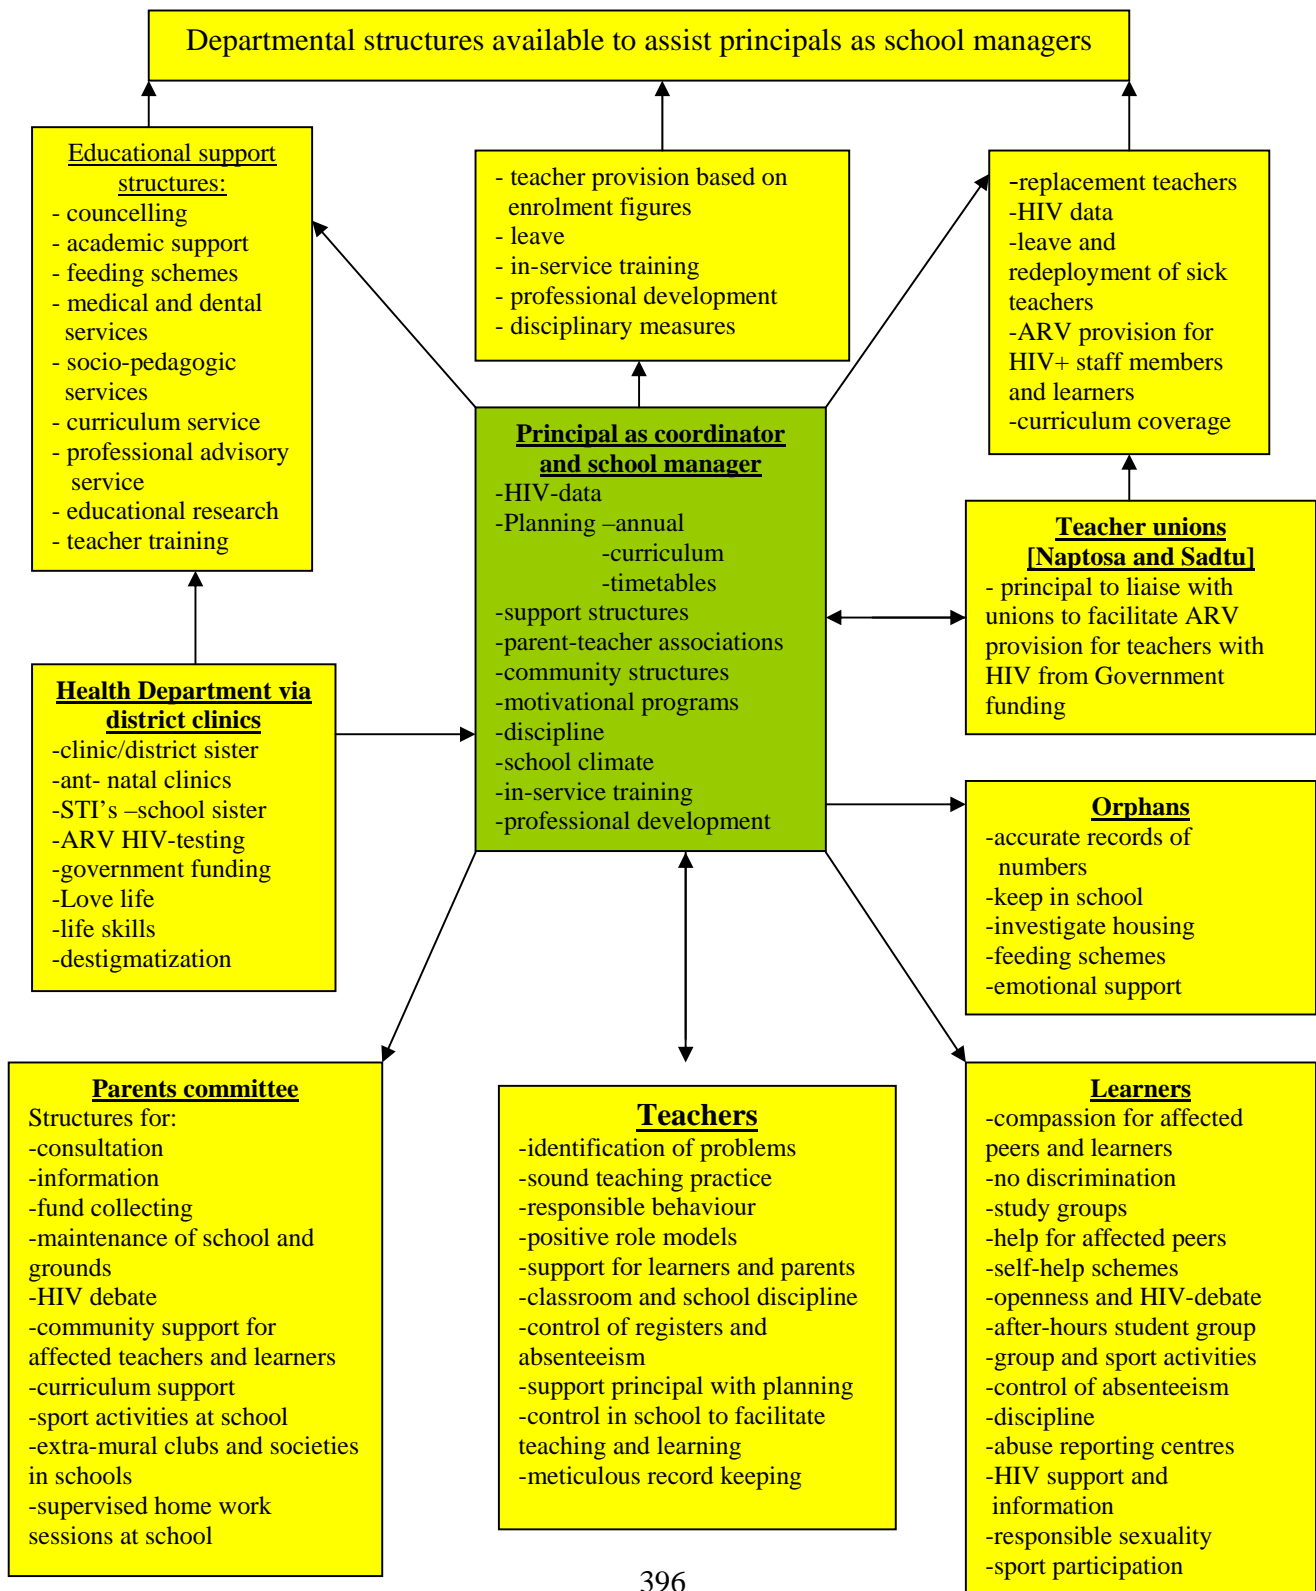 Departmental structures available to assist principals as school managers
Educational support
structures:
- councelling
- academic support
- feeding schemes
- medical and dental
services
- socio-pedagogic
services
- curriculum service
- professional advisory
service
- educational research
- teacher training
- teacher provision based on
enrolment figures
- leave
- in-service training
- professional development
- disciplinary measures
-replacement teachers
-HIV data
-leave and
redeployment of sick
teachers
-ARV provision for
HIV+ staff members
and learners
-curriculum coverage
Principal as coordinator
and school manager
-HIV-data
-Planning –annual
-curriculum
-timetables
-support structures
-parent-teacher associations
-community structures
-motivational programs
-discipline
-school climate
-in-service training
-professional development
Teacher unions
[Naptosa and Sadtu]
- principal to liaise with
unions to facilitate ARV
provision for teachers with
HIV from Government
funding
Health Department via
district clinics
-clinic/district sister
-ant- natal clinics
-STI’s –school sister
-ARV HIV-testing
-government funding
-Love life
-life skills
-destigmatization
Orphans
-accurate records of
numbers
-keep in school
-investigate housing
-feeding schemes
-emotional support
Parents committee
Structures for:
-consultation
-information
-fund collecting
-maintenance of school and
grounds
-HIV debate
-community support for
affected teachers and learners
-curriculum support
-sport activities at school
-extra-mural clubs and societies
in schools
-supervised home work
sessions at school
Teachers
-identification of problems
-sound teaching practice
-responsible behaviour
-positive role models
-support for learners and parents
-classroom and school discipline
-control of registers and
absenteeism
-support principal with planning
-control in school to facilitate
teaching and learning
-meticulous record keeping
Learners
-compassion for affected
peers and learners
-no discrimination
-study groups
-help for affected peers
-self-help schemes
-openness and HIV-debate
-after-hours student group
-group and sport activities
-control of absenteeism
-discipline
-abuse reporting centres
-HIV support and
information
-responsible sexuality
-sport participation
396